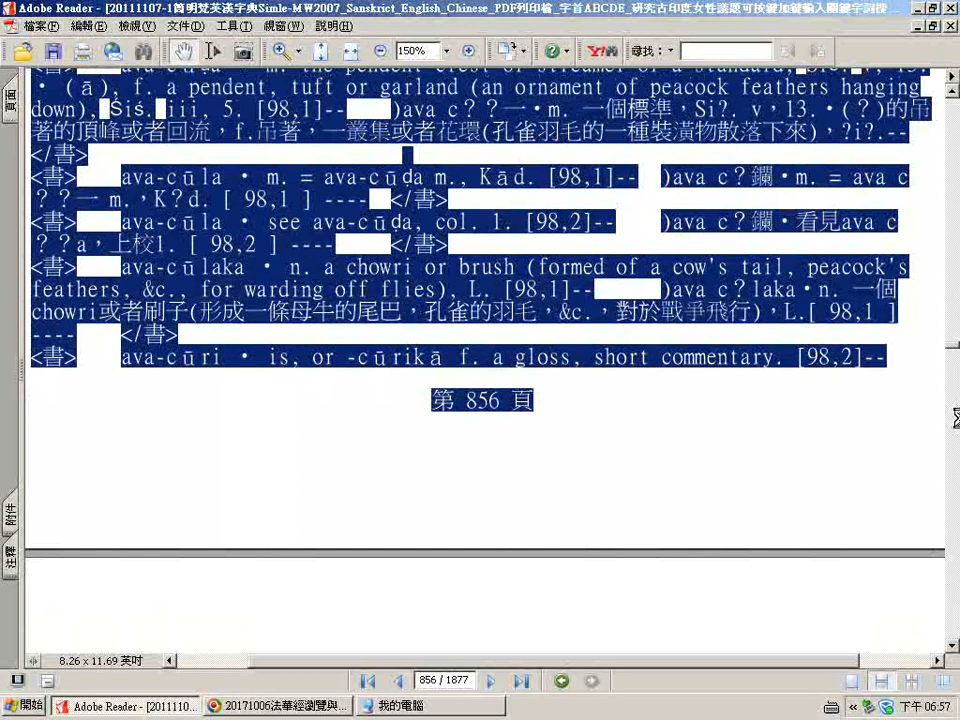 Adobe Reader - [20111107-1簡明梵英漢字典Simle-MW2007_Sanskrict_English_Chinese_PDF列印檔_字首ABCDE_研究古印度女性議題可按鍵加鍵輸入關鍵字詞搜
檔案(F) 編輯(E) 檢視(V) 文件(D) 工具(T) 視窗(W) 說明(H)
150% 尋找:
頁面
• (ā), f. a pendent, tuft or garland (an ornament of peacock feathers hanging
down), Śiś. iii, 5. [98,1]-- )ava c??一•m. 一個標準,Si?. v,13.•(?)的吊
著的頂峰或者回流,f.吊著,一叢集或者花環(孔雀羽毛的一種裝潢物散落下來),?i?.--
</書>
<書> ava-cūla • m. = ava-cūḍa m., Kād. [98,1]-- )ava c?鑭•m. = ava c
??一 m.,K?d. [ 98,1 ] ---- </書>
<書> ava-cūla • see ava-cūḍa, col. 1. [98,2]-- )ava c?鑭•看見ava c
??a,上校1. [ 98,2 ] ---- </書>
<書> ava-cūlaka • n. a chowri or brush (formed of a cow's tail, peacock's
feathers, &c., for warding off flies), L. [98,1]-- )ava c?laka•n. 一個
chowri或者刷子(形成一條母牛的尾巴,孔雀的羽毛,&c.,對於戰爭飛行),L.[ 98,1 ]
---- </書>
<書> ava-cūri • is, or -cūrikā f. a gloss, short commentary. [98,2]--
第 856 頁
附件
注釋
8.26 x 11.69 英吋
856 / 1877
開始 Adobe Reader - [2011110... 20171006法華經瀏覽與... 我的電腦 下午 06:57